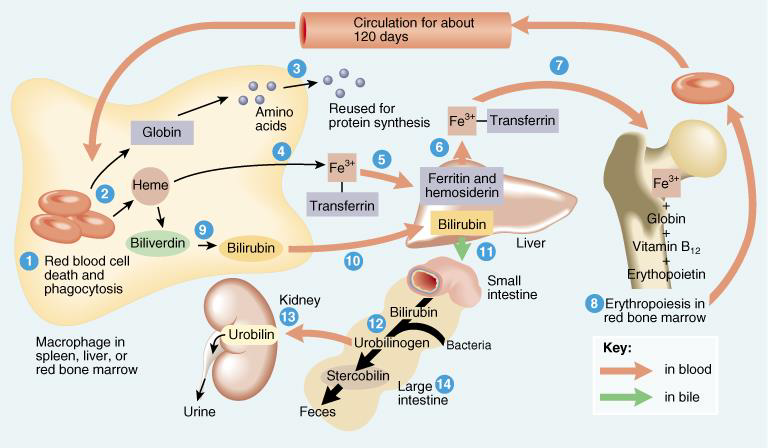 Circulation for about
120 days
3
7
Amino
acids
Reused for
protein synthesis
Globin
Fe3+
Transferrin
2
4
5
6
Heme
Fe3+
Transferrin
Ferritin and
hemosiderin
Fe3+
+
Globin
+
Vitamin B12
+
Erythropoietin
9
Biliverdin
Bilirubin
10
Bilirubin
11
Liver
1
Red blood cell
death and
phagocytosis
Small
intestine
8
Erythropoiesis in
red bone marrow
Kidney
13
Urobilin
12
Bilirubin
Urobilinogen
Bacteria
Macrophage in
spleen, liver, or
red bone marrow
Stercobilin
Large
intestine
14
Urine
Feces
Key:
in blood
in bile